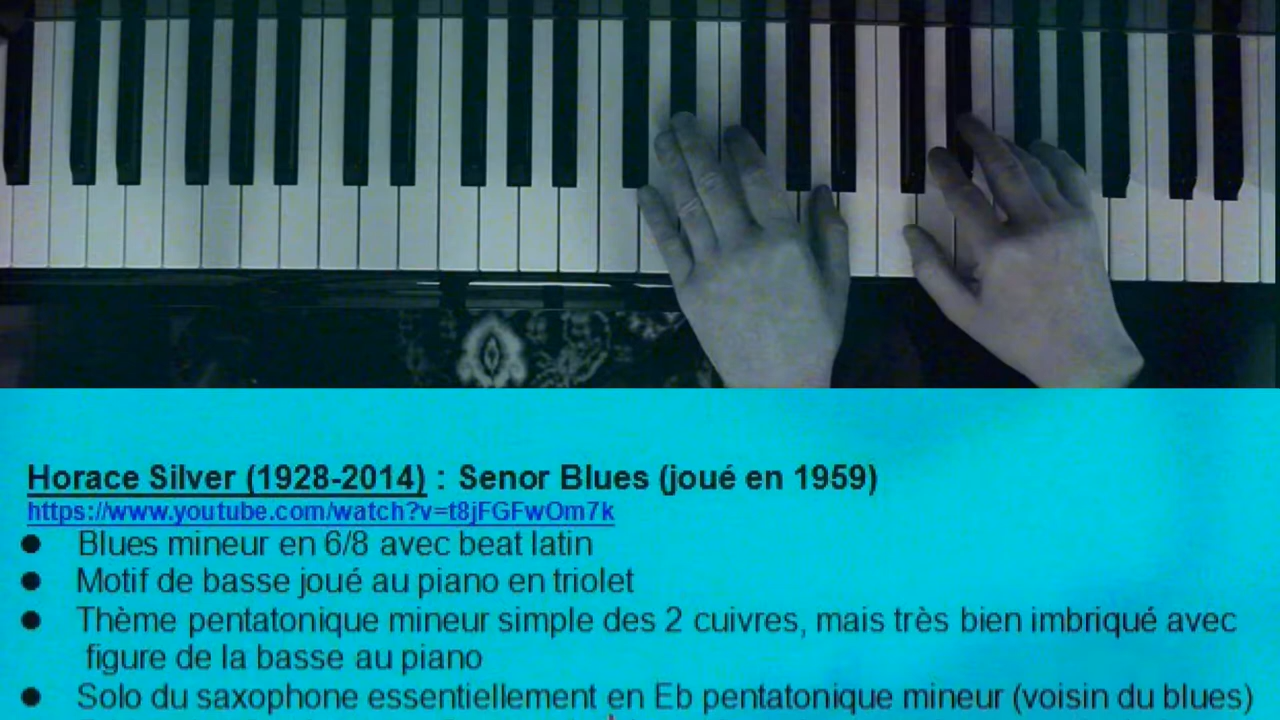 Horace Silver (1928-2014) : Senor Blues (joué en 1959)
https://www.youtube.com/watch?v=t8jFGFwOm7k
● Blues mineur en 6/8 avec beat latin
● Motif de basse joué au piano en triolet
● Thème pentatonique mineur simple des 2 cuivres, mais très bien imbriqué avec
figure de la basse au piano
● Solo du saxophone essentiellement en Eb pentatonique mineur (voisin du blues)